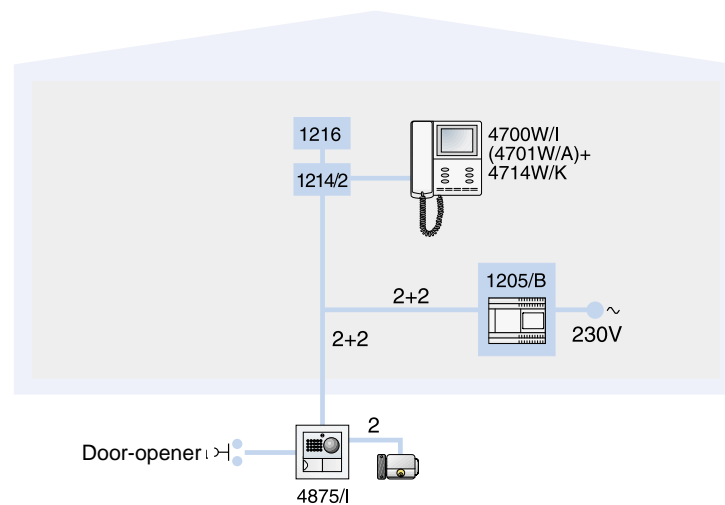 1216
4700W/I
(4701W/A)+
4714W/K
1214/2
1205/B
2+2
~
230V
2+2
Door-opener
2
4875/I